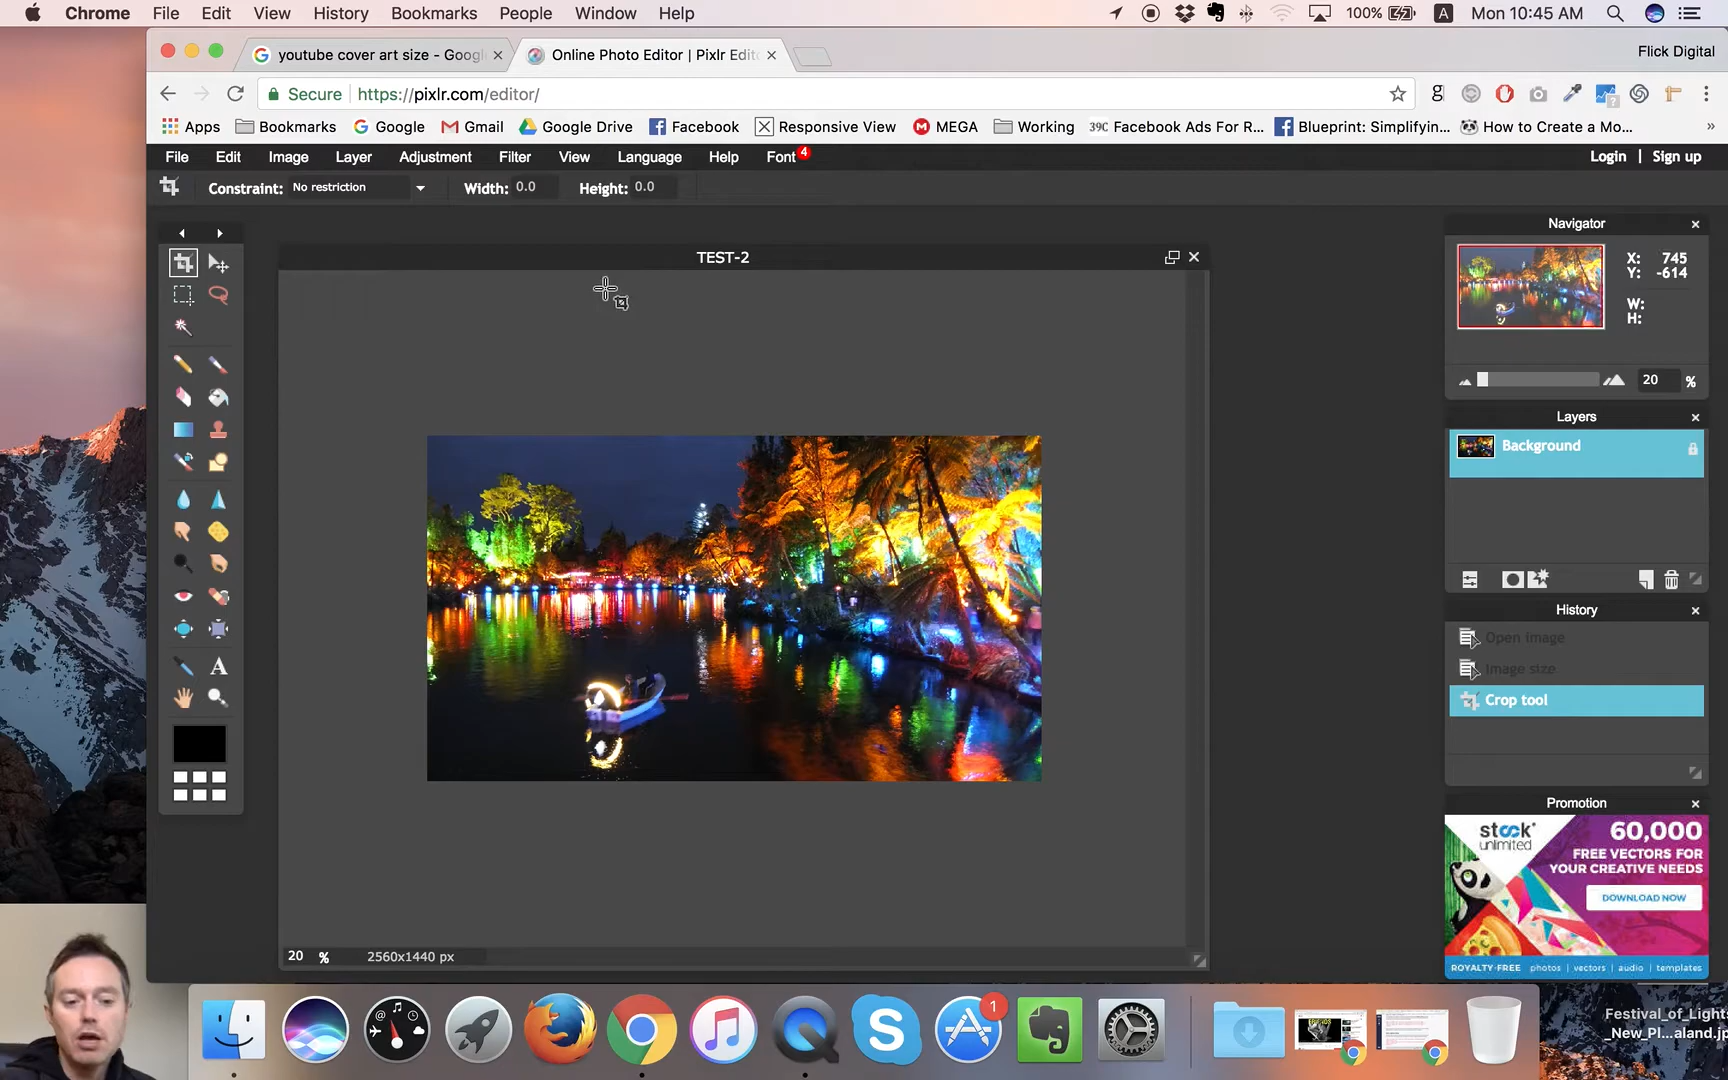 Chrome File Edit View History Bookmarks People Window Help 100% A Mon 10:45 AM
youtube cover art size - Googl Online Photo Editor | Pixlr Edit Flick Digital
Secure https://pixlr.com/editor/
Apps Bookmarks Google Gmail Google Drive Facebook Responsive View MEGA Working 39C Facebook Ads For R... Blueprint: Simplifyin... How to Create a Mo... »
File Edit Image Layer Adjustment Filter View Language Help Font 4 Login | Sign up
Constraint: No restriction Width: 0.0 Height: 0.0
Navigator
TEST-2
X: 745
Y: -614
W:
H:
20 %
Layers
Background
History
Open image
Image size
Crop tool
A
Promotion
stock unlimited
60,000
FREE VECTORS FOR
YOUR CREATIVE NEEDS
DOWNLOAD NOW
ROYALTY-FREE photos | vectors | audio | templates
20 % 2560x1440 px
1
Festival_of_Light
_New_Pl...aland.jp